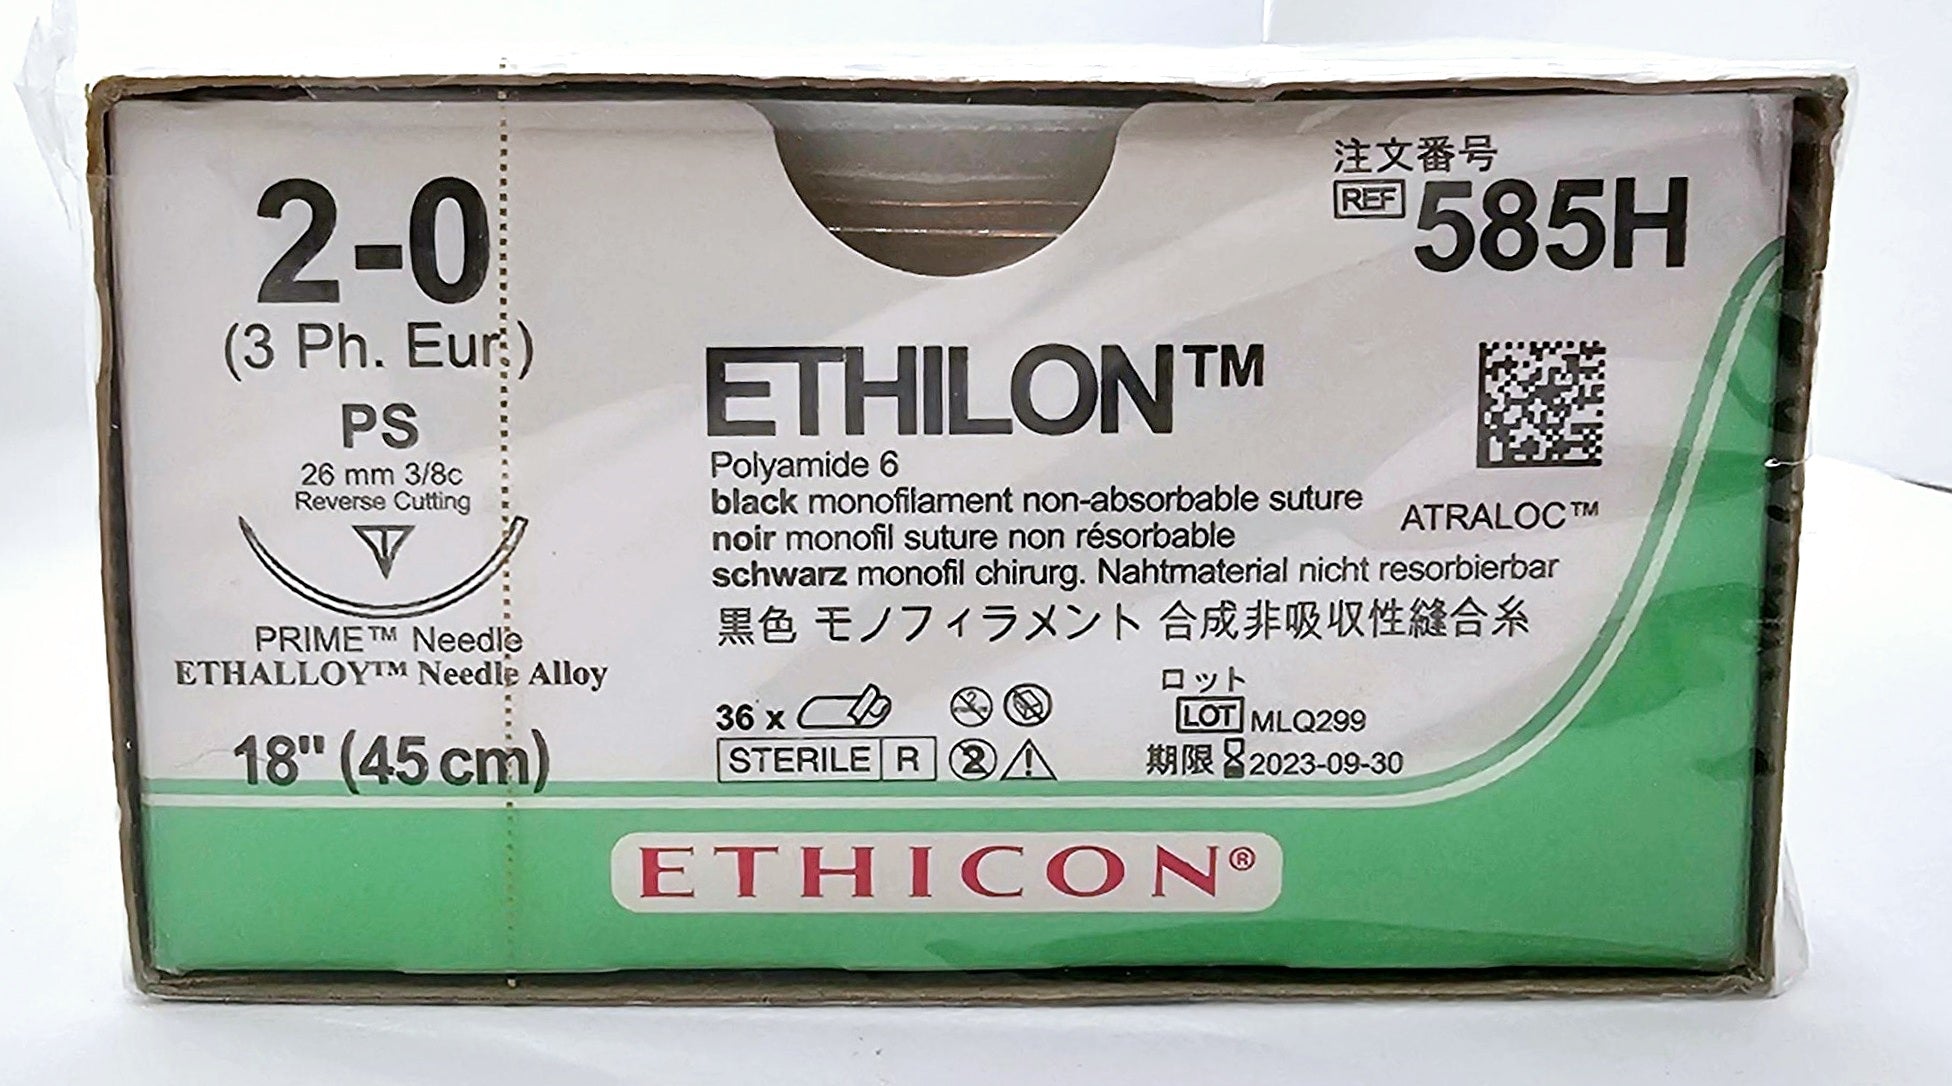 2-0
(3 Ph. Eur.)
PS
26 mm 3/8c
Reverse Cutting
PRIME™ Needle
ETHALLOY™ Needle Alloy
18" (45 cm)
注文番号
REF 585H
ETHILON™
Polyamide 6
black monofilament non-absorbable suture
noir monofil suture non résorbable
schwarz monofil chirurg. Nahtmaterial nicht resorbierbar
黒色 モノフィラメント 合成非吸収性縫合糸
ATRALOC™
36 x
STERILE R
2
ロット
LOT MLQ299
期限 2023-09-30
ETHICON®